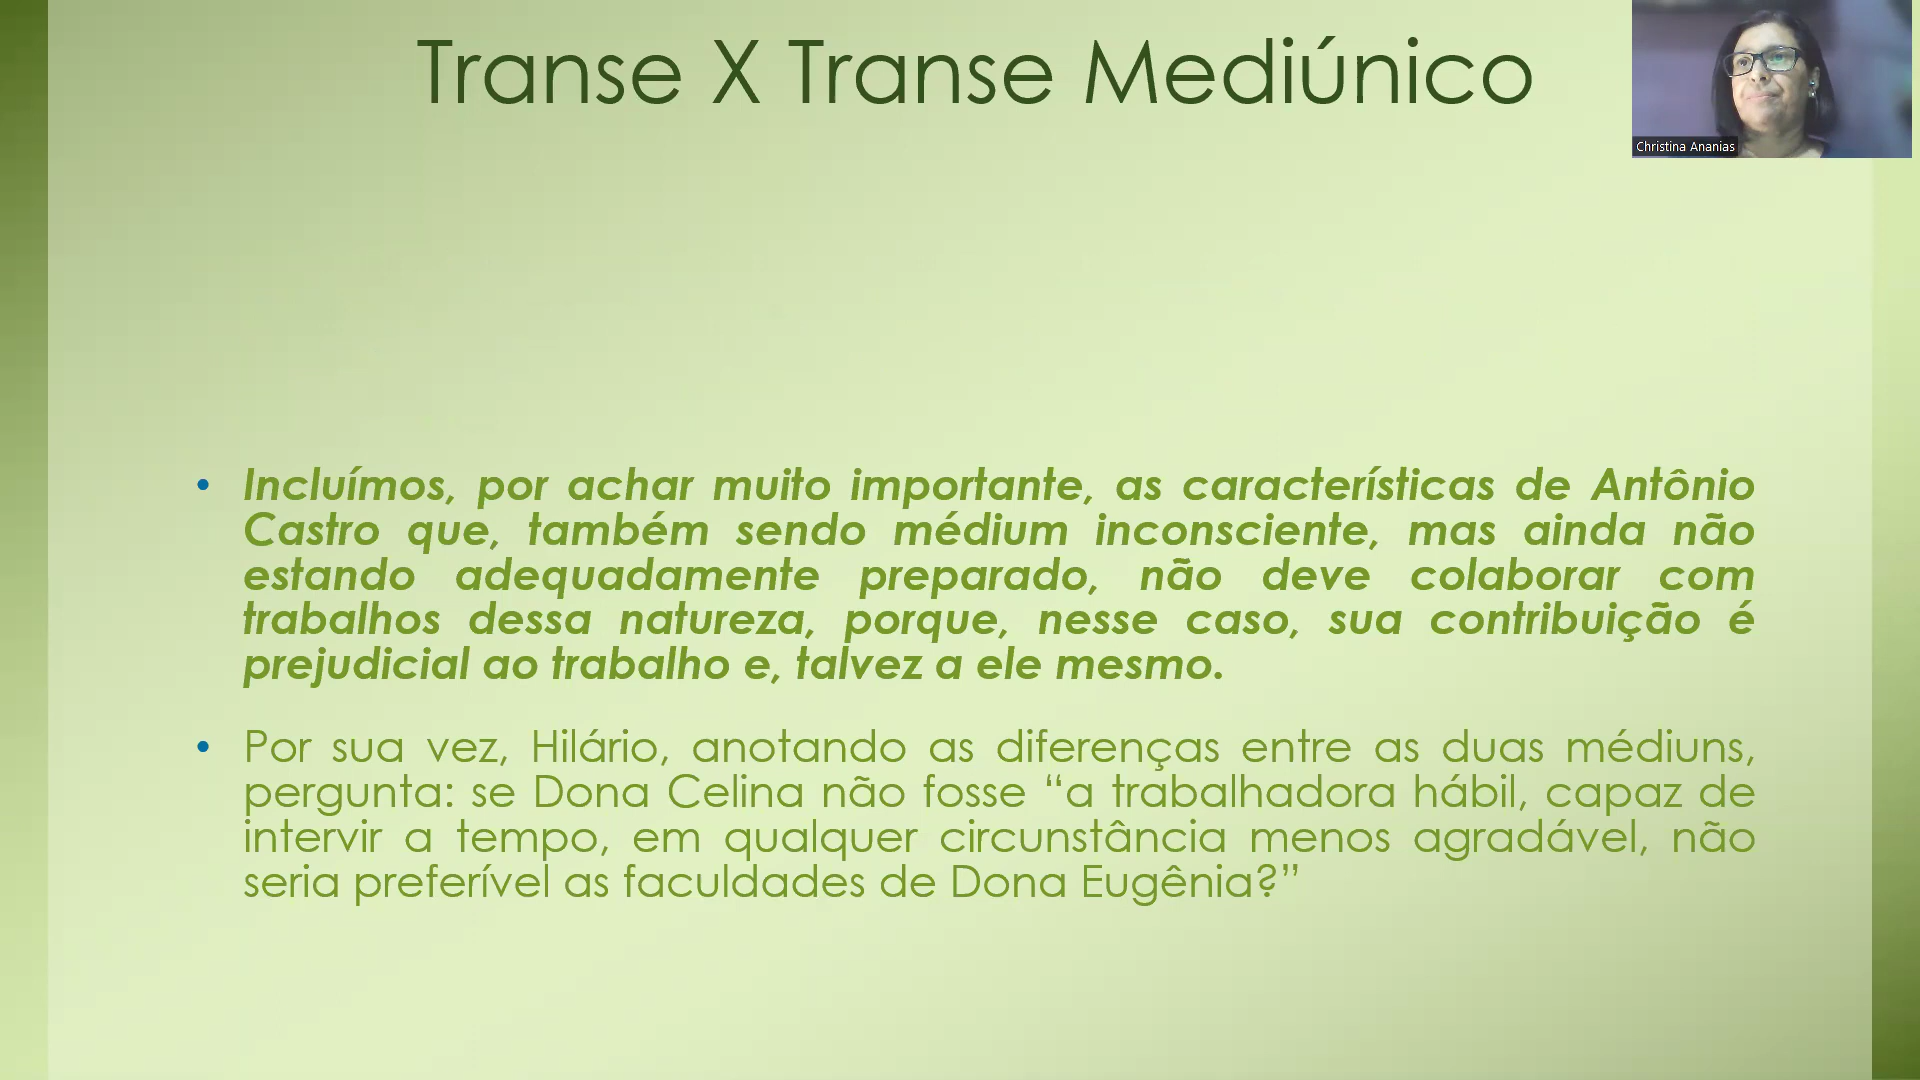 Transe X Transe Mediúnico
Christina Ananias
• Incluímos, por achar muito importante, as características de Antônio
Castro que, também sendo médium inconsciente, mas ainda não
estando adequadamente preparado, não deve colaborar com
trabalhos dessa natureza, porque, nesse caso, sua contribuição é
prejudicial ao trabalho e, talvez a ele mesmo.
• Por sua vez, Hilário, anotando as diferenças entre as duas médiuns,
pergunta: se Dona Celina não fosse “a trabalhadora hábil, capaz de
intervir a tempo, em qualquer circunstância menos agradável, não
seria preferível as faculdades de Dona Eugênia?”